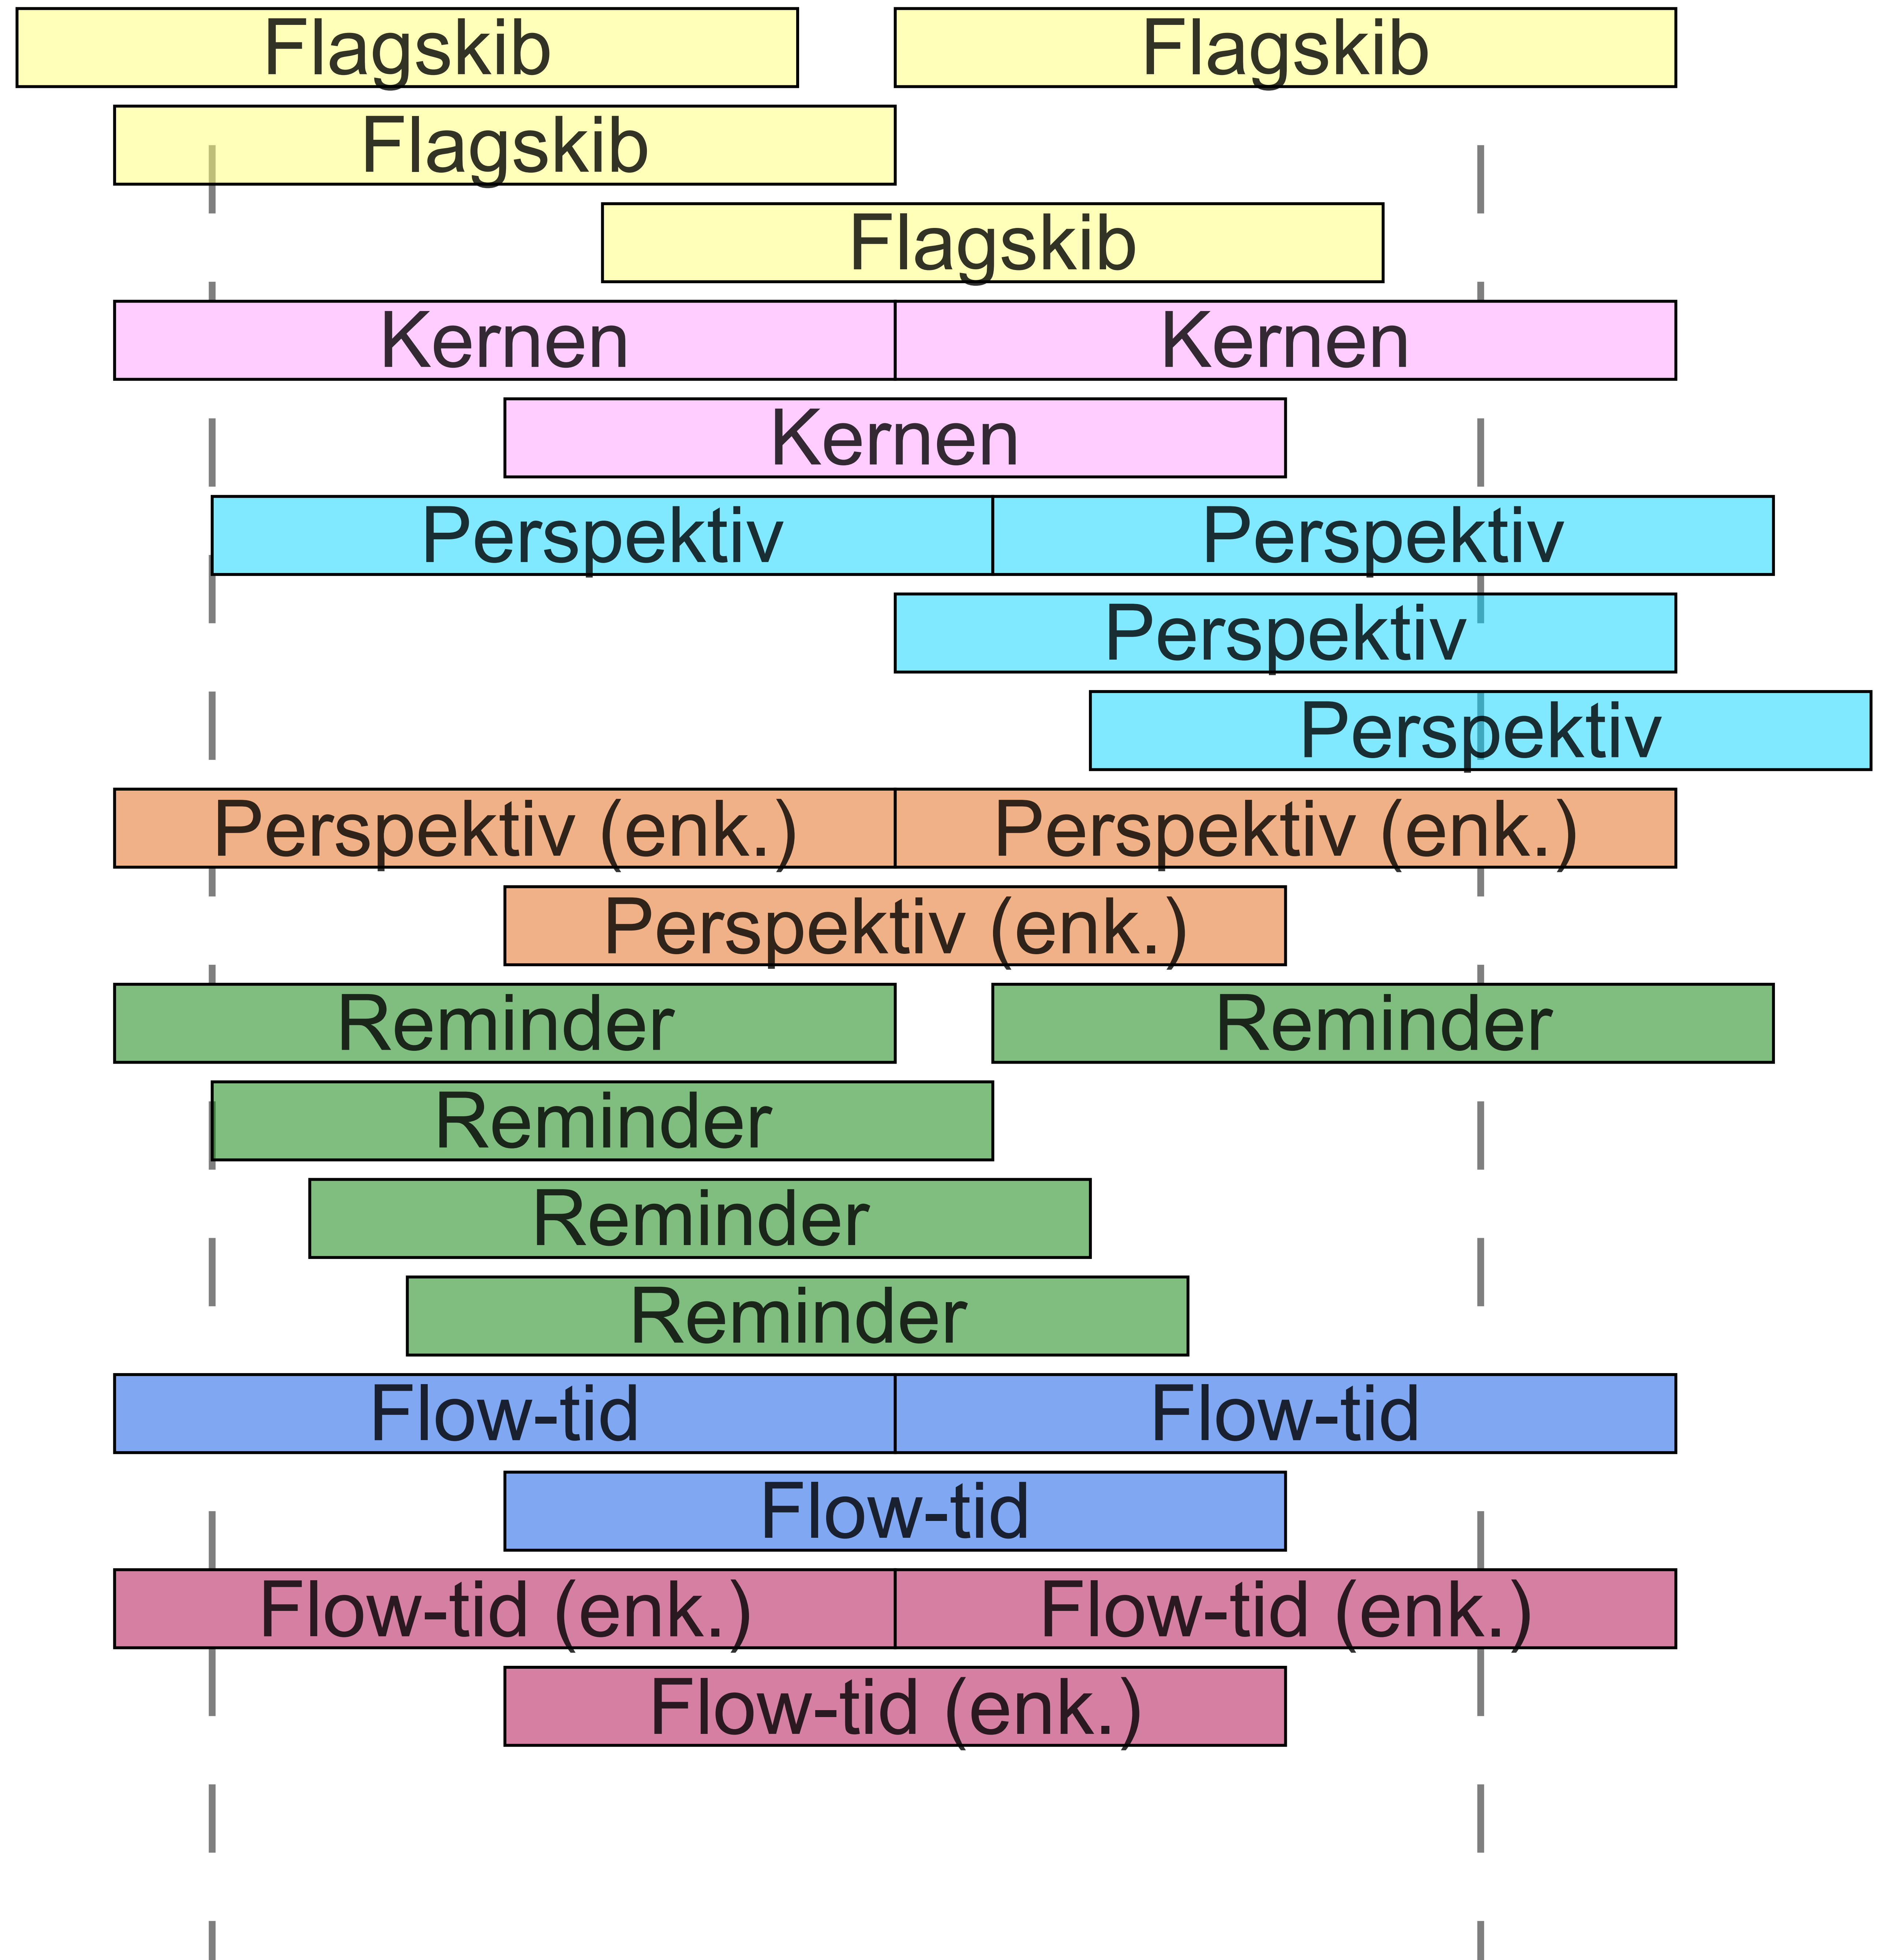 Flagskib Flagskib
Flagskib
Flagskib
Kernen Kernen
Kernen
Perspektiv Perspektiv
Perspektiv
Perspektiv
Perspektiv (enk.) Perspektiv (enk.)
Perspektiv (enk.)
Reminder Reminder
Reminder
Reminder
Reminder
Flow-tid Flow-tid
Flow-tid
Flow-tid (enk.) Flow-tid (enk.)
Flow-tid (enk.)